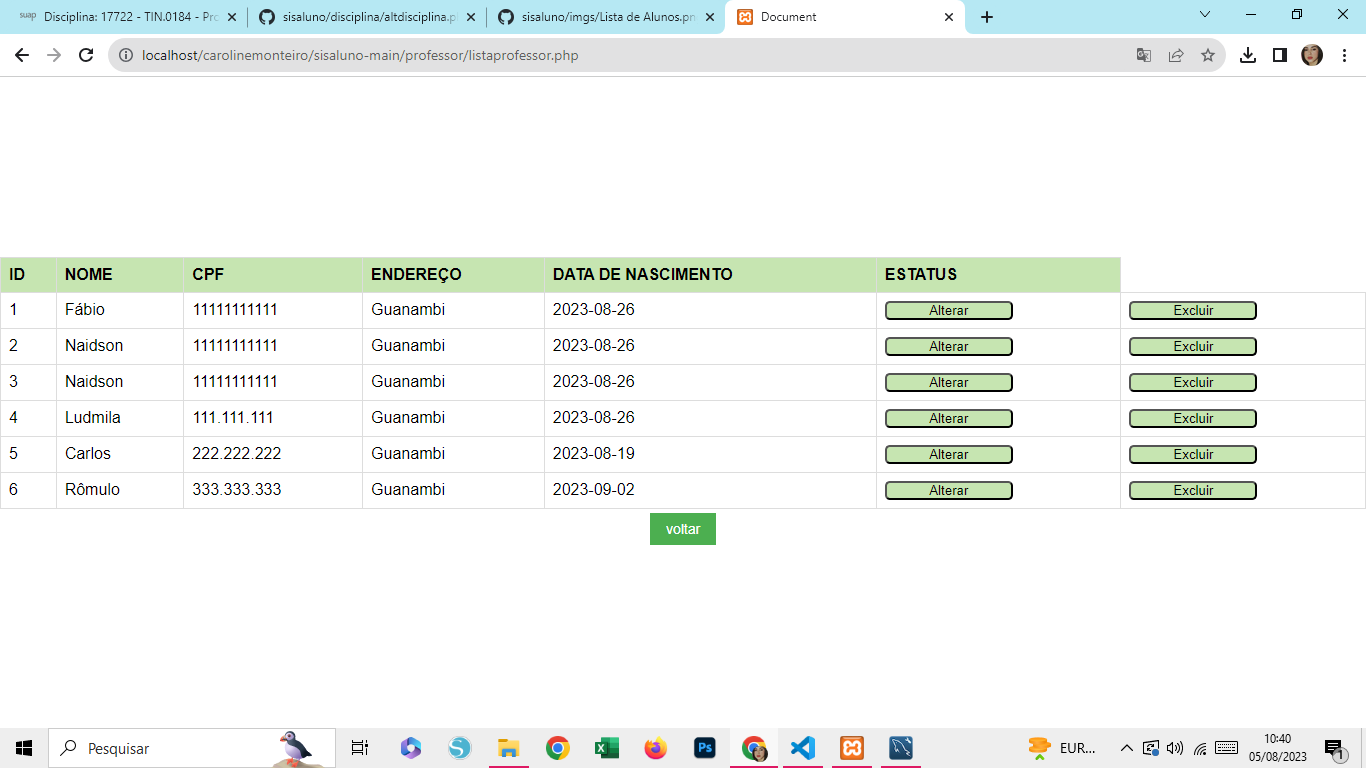 suap Disciplina: 17722 - TIN.0184 - Pro
sisaluno/disciplina/altdisciplina.p
sisaluno/imgs/Lista de Alunos.pn
Document
localhost/carolinemonteiro/sisaluno-main/professor/listaprofessor.php
ID NOME CPF ENDEREÇO DATA DE NASCIMENTO ESTATUS
1 Fábio 11111111111 Guanambi 2023-08-26 Alterar Excluir
2 Naidson 11111111111 Guanambi 2023-08-26 Alterar Excluir
3 Naidson 11111111111 Guanambi 2023-08-26 Alterar Excluir
4 Ludmila 111.111.111 Guanambi 2023-08-26 Alterar Excluir
5 Carlos 222.222.222 Guanambi 2023-08-19 Alterar Excluir
6 Rômulo 333.333.333 Guanambi 2023-09-02 Alterar Excluir
voltar
Pesquisar
Ps
EUR...
10:40
05/08/2023
1